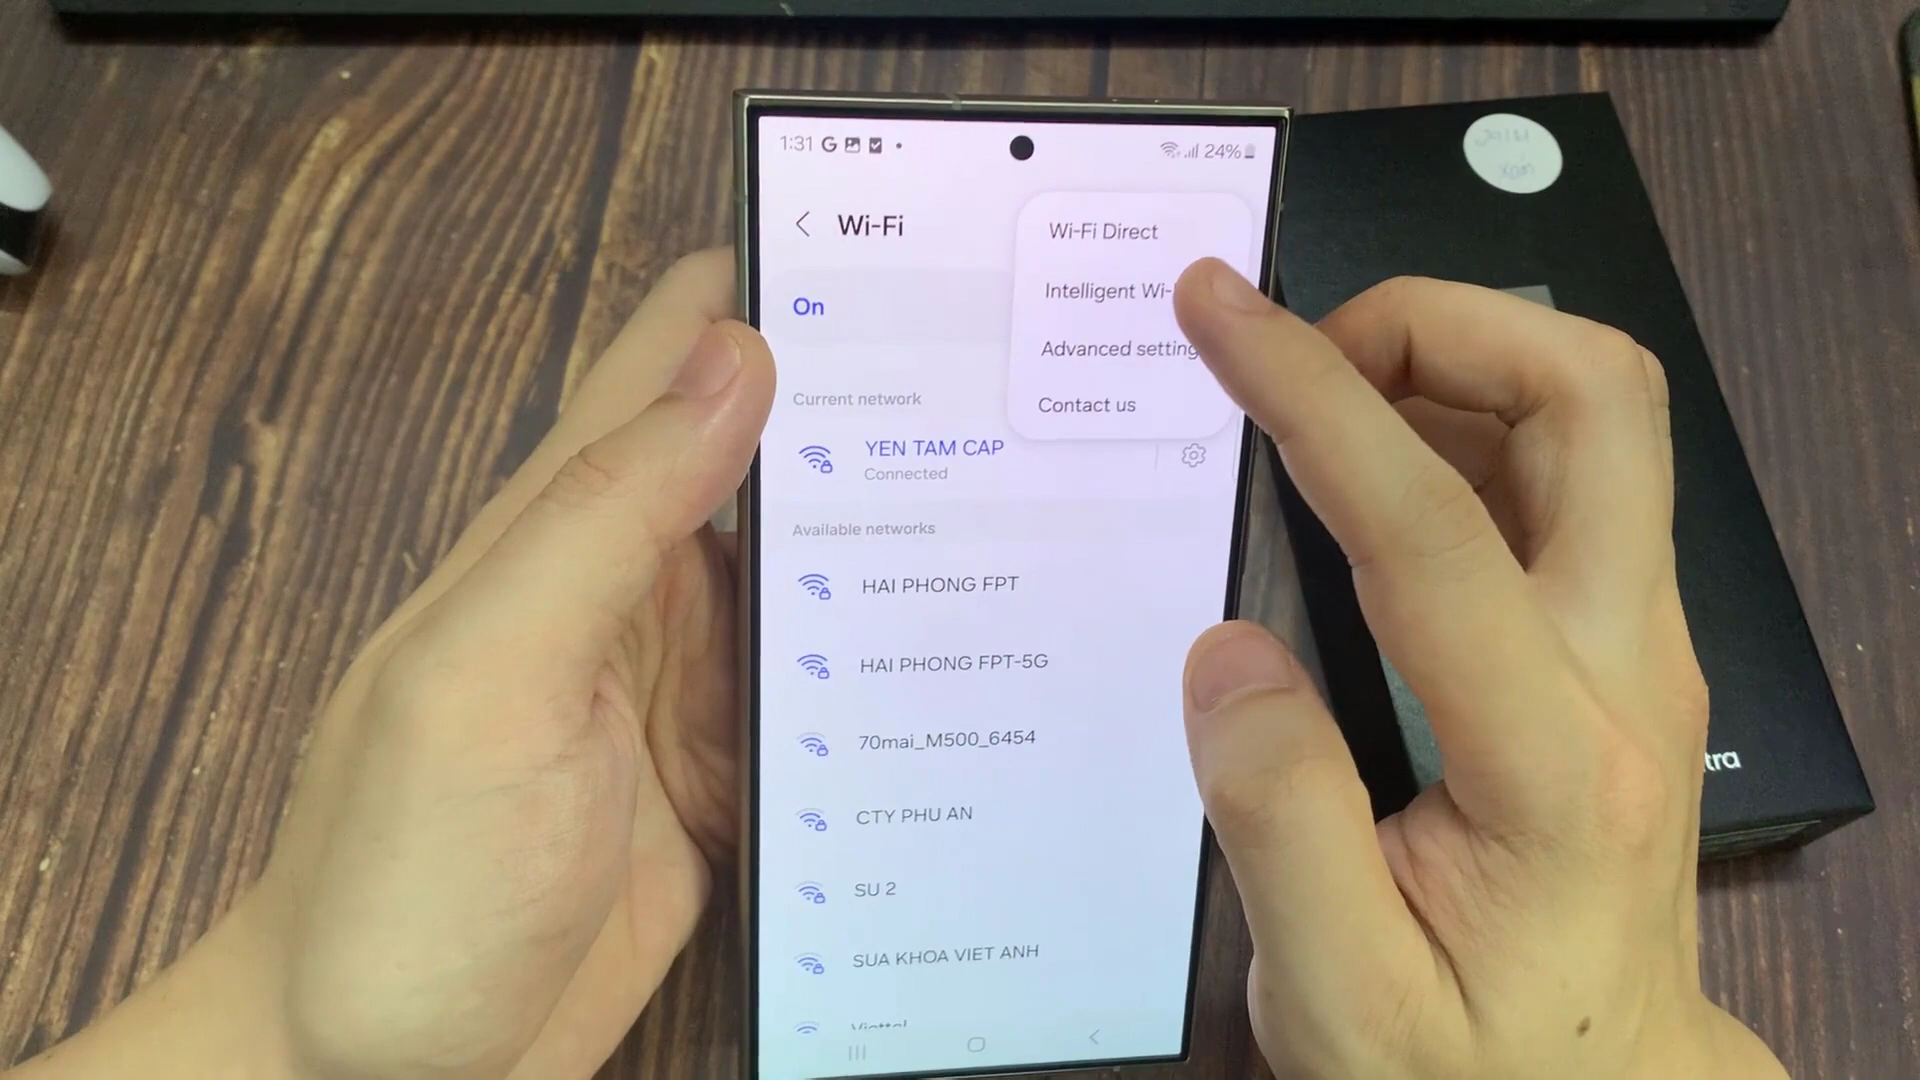 1:31 G
24%
Wi-Fi
Wi-Fi Direct
Intelligent Wi-
Advanced setting
Contact us
On
Current network
YEN TAM CAP
Connected
Available networks
HAI PHONG FPT
HAI PHONG FPT-5G
70mai_M500_6454
CTY PHU AN
SU 2
SUA KHOA VIET ANH
Viettel
tra